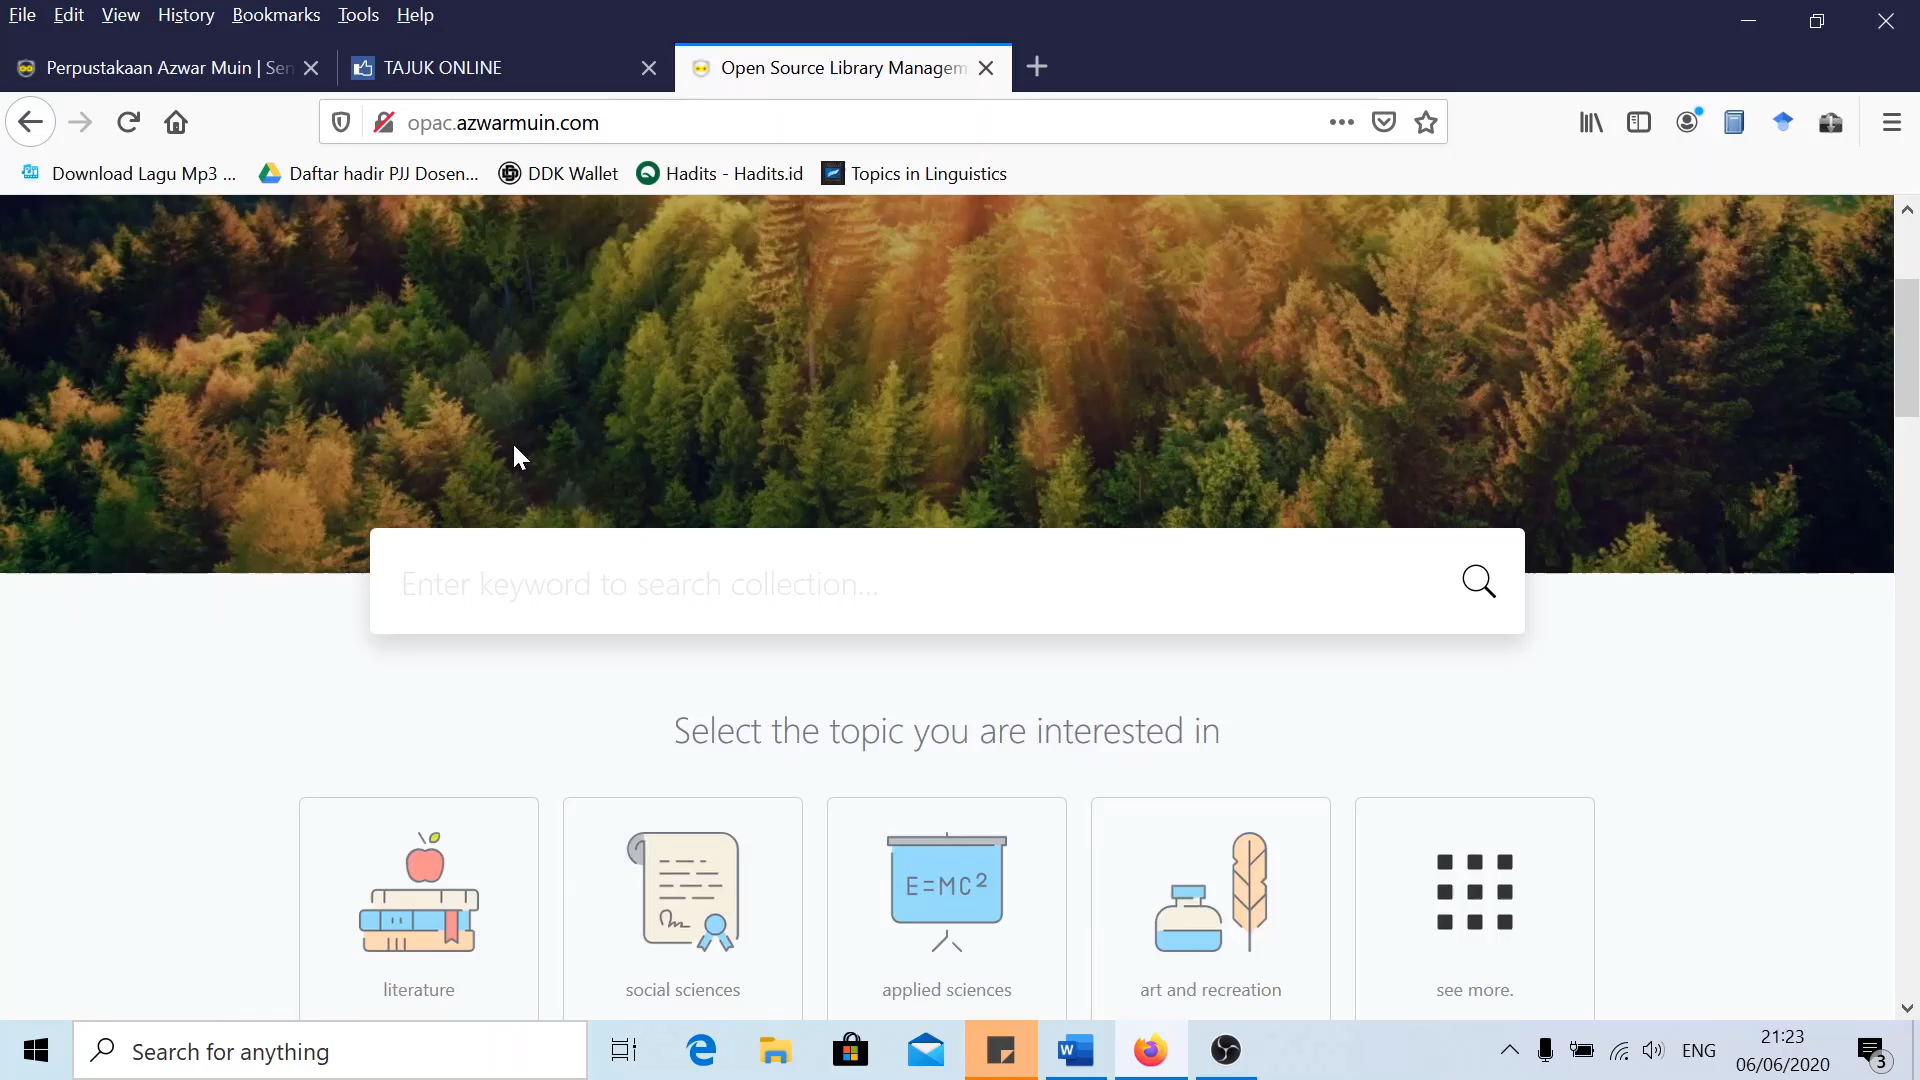 File Edit View History Bookmarks Tools Help
Perpustakaan Azwar Muin | Sen
TAJUK ONLINE
Open Source Library Managem
opac.azwarmuin.com
Download Lagu Mp3 ...
Daftar hadir PJJ Dosen...
DDK Wallet
Hadits - Hadits.id
Topics in Linguistics
Enter keyword to search collection...
Select the topic you are interested in
E=MC²
literature
social sciences
applied sciences
art and recreation
see more.
Search for anything
ENG
21:23
06/06/2020
3